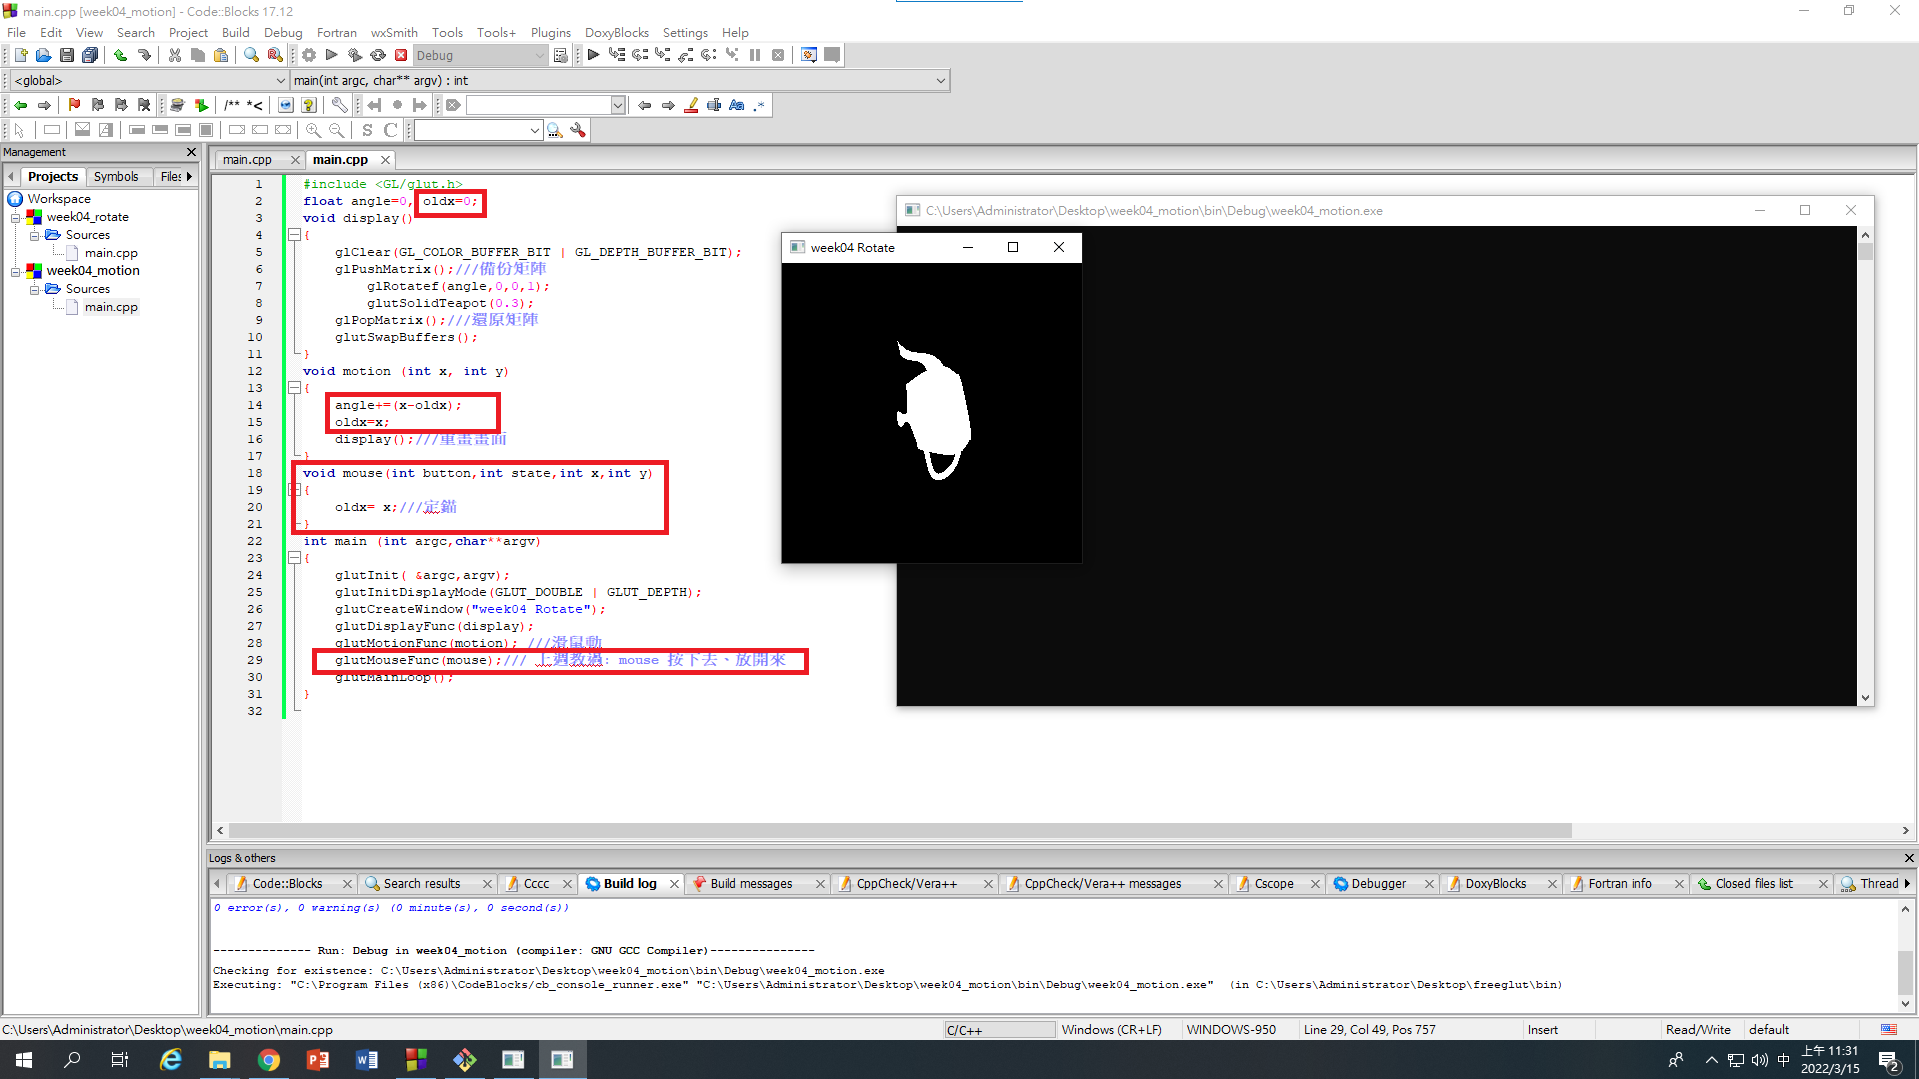 main.cpp [week04_motion] - Code::Blocks 17.12
File Edit View Search Project Build Debug Fortran wxSmith Tools Tools+ Plugins DoxyBlocks Settings Help
Debug
<global>
main(int argc, char** argv) : int
/** *<
Aa .*
S C
Management
Projects Symbols Files
Workspace
week04_rotate
Sources
main.cpp
week04_motion
Sources
main.cpp
main.cpp main.cpp
1 #include <GL/glut.h>
2 float angle=0, oldx=0;
3 void display()
4 {
5 glClear(GL_COLOR_BUFFER_BIT | GL_DEPTH_BUFFER_BIT);
6 glPushMatrix();///備份矩陣
7 glRotatef(angle,0,0,1);
8 glutSolidTeapot(0.3);
9 glPopMatrix();///還原矩陣
10 glutSwapBuffers();
11 }
12 void motion (int x, int y)
13 {
14 angle+=(x-oldx);
15 oldx=x;
16 display();///重畫畫面
17 }
18 void mouse(int button,int state,int x,int y)
19 {
20 oldx= x;///定錨
21 }
22 int main (int argc,char**argv)
23 {
24 glutInit( &argc,argv);
25 glutInitDisplayMode(GLUT_DOUBLE | GLUT_DEPTH);
26 glutCreateWindow("week04 Rotate");
27 glutDisplayFunc(display);
28 glutMotionFunc(motion); ///滑鼠動
29 glutMouseFunc(mouse);/// 上週教過: mouse 按下去、放開來
30 glutMainLoop();
31 }
32
C:\Users\Administrator\Desktop\week04_motion\bin\Debug\week04_motion.exe
week04 Rotate
Logs & others
Code::Blocks Search results Cccc Build log Build messages CppCheck/Vera++ CppCheck/Vera++ messages Cscope Debugger DoxyBlocks Fortran info Closed files list Thread
0 error(s), 0 warning(s) (0 minute(s), 0 second(s))
-------------- Run: Debug in week04_motion (compiler: GNU GCC Compiler)---------------
Checking for existence: C:\Users\Administrator\Desktop\week04_motion\bin\Debug\week04_motion.exe
Executing: "C:\Program Files (x86)\CodeBlocks/cb_console_runner.exe" "C:\Users\Administrator\Desktop\week04_motion\bin\Debug\week04_motion.exe"  (in C:\Users\Administrator\Desktop\freeglut\bin)
C:\Users\Administrator\Desktop\week04_motion\main.cpp
C/C++
Windows (CR+LF)
WINDOWS-950
Line 29, Col 49, Pos 757
Insert
Read/Write
default
中
上午 11:31
2022/3/15
2